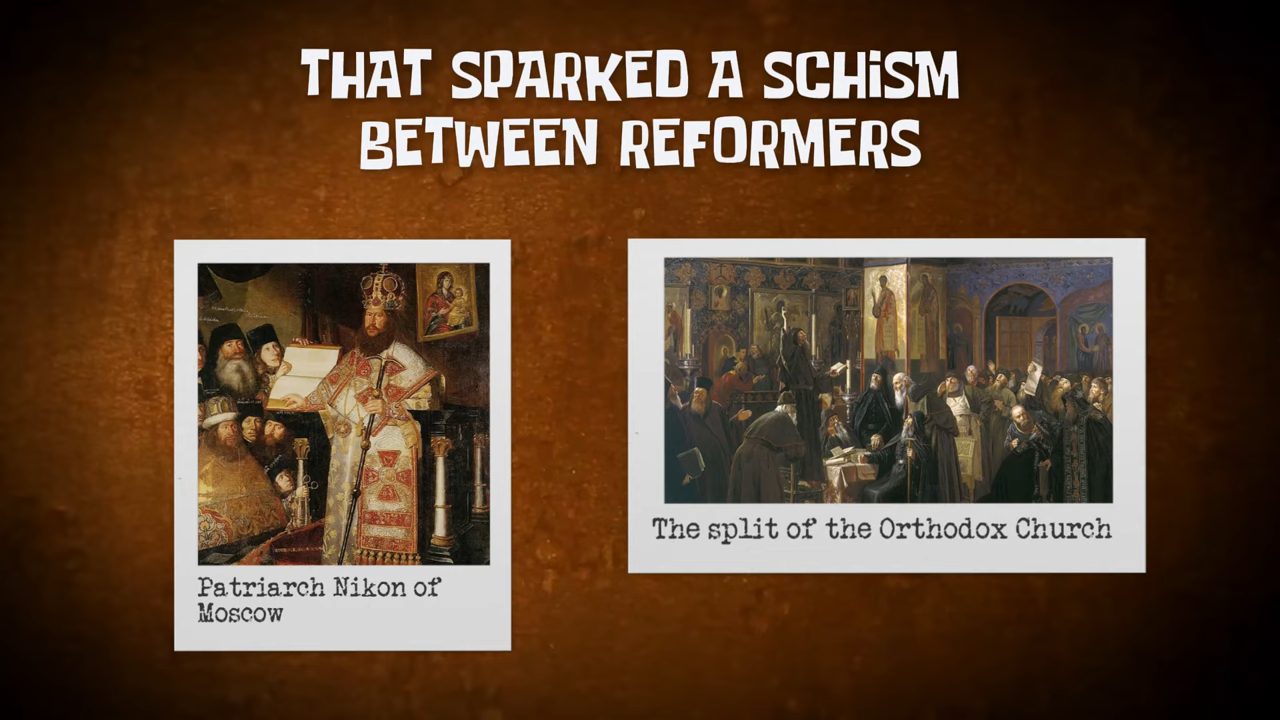 THAT SPARKED A SCHiSM
BETWEEN REFORMERS
Patriarch Nikon of
Moscow
The split of the Orthodox Church